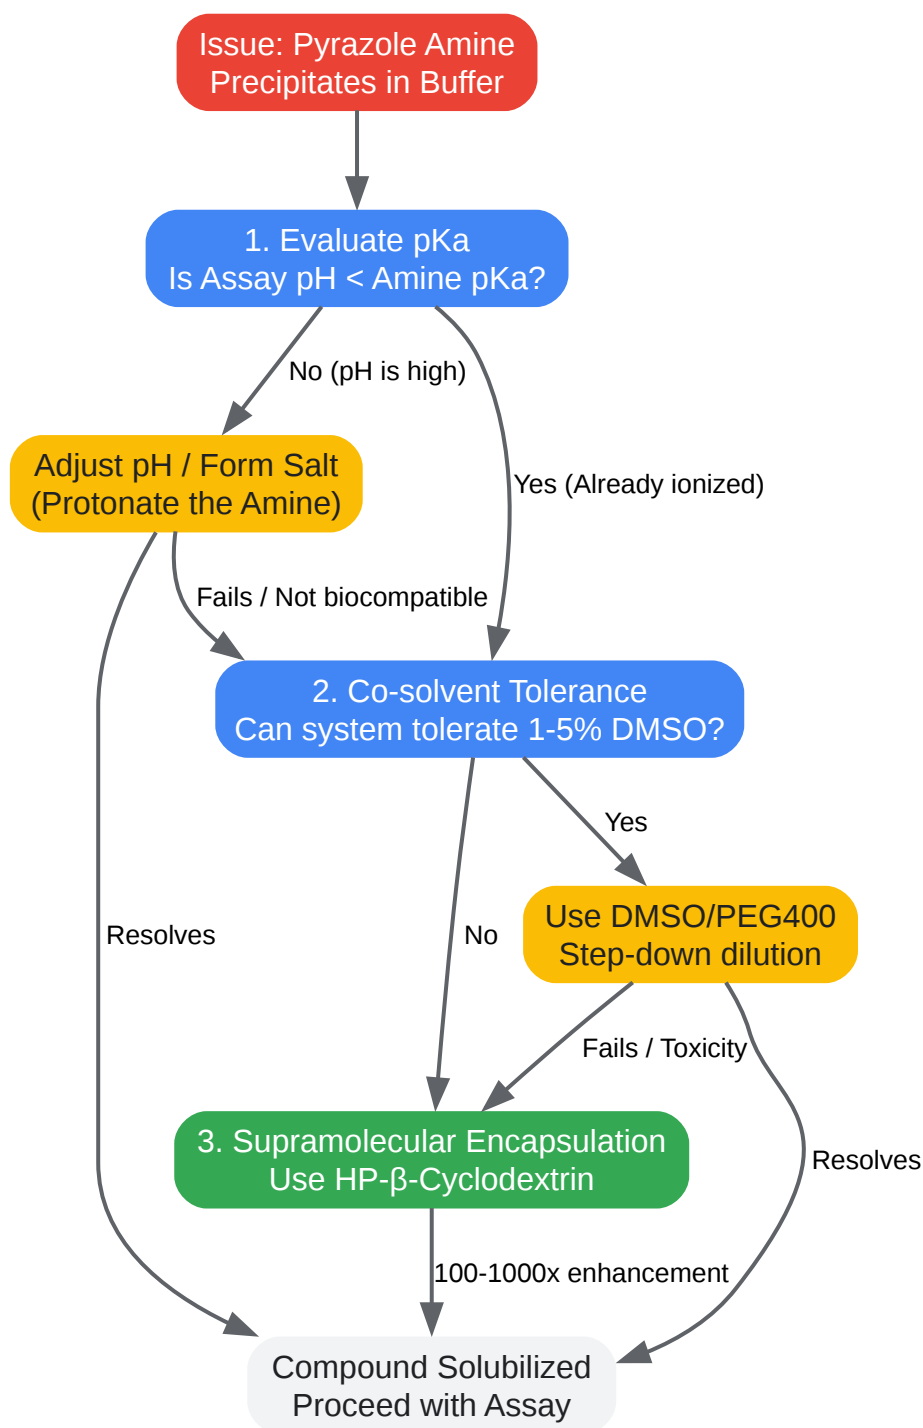 Issue: Pyrazole Amine
Precipitates in Buffer
1. Evaluate pKa
Is Assay pH < Amine pKa?
No (pH is high)
Adjust pH / Form Salt
(Protonate the Amine)
Yes (Already ionized)
Fails / Not biocompatible
2. Co-solvent Tolerance
Can system tolerate 1-5% DMSO?
Yes
Use DMSO/PEG400
Step-down dilution
Resolves
No
Fails / Toxicity
3. Supramolecular Encapsulation
Use HP-β-Cyclodextrin
Resolves
100-1000x enhancement
Compound Solubilized
Proceed with Assay